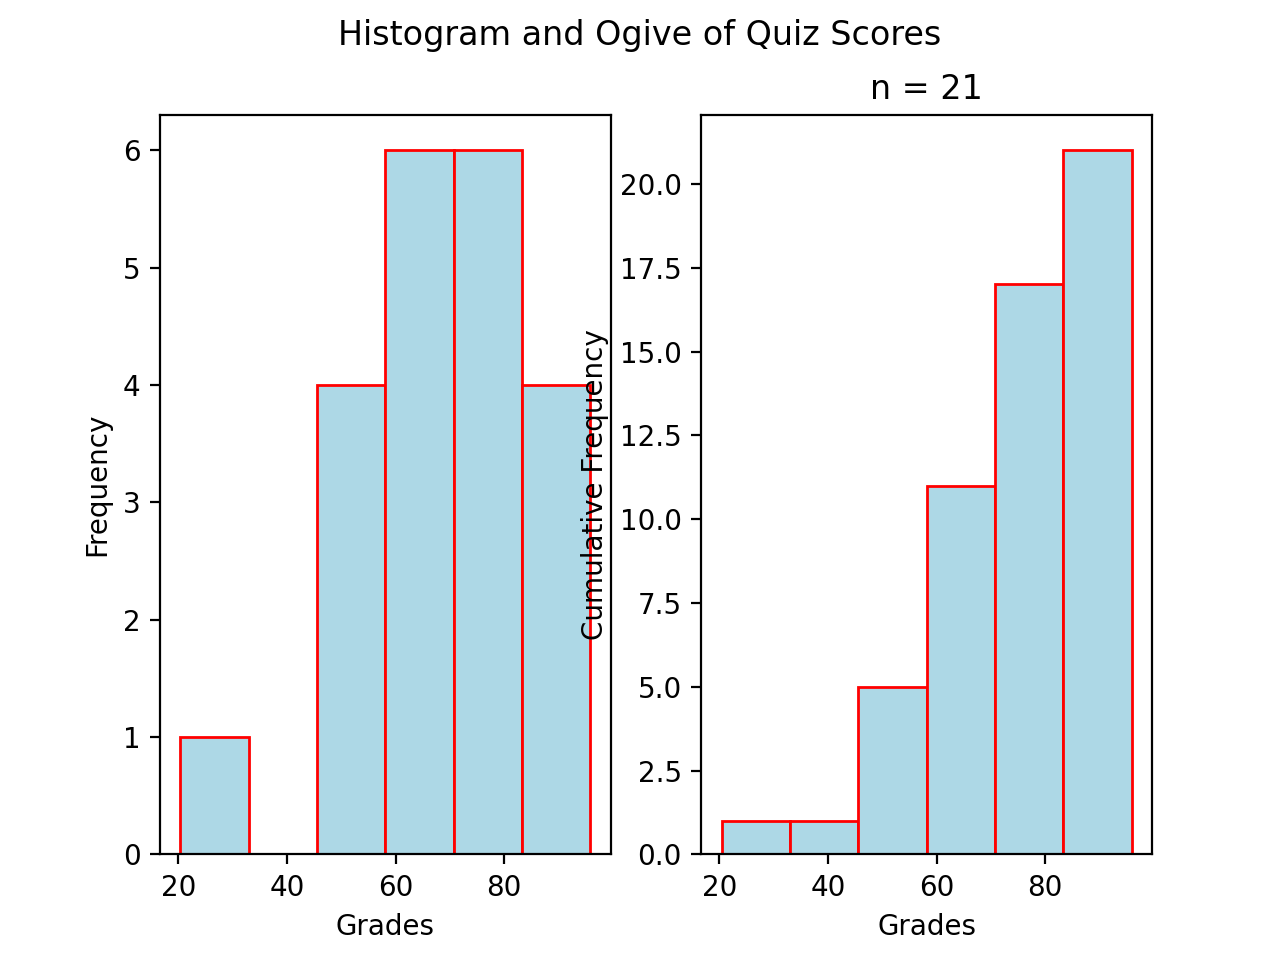 Histogram and Ogive of Quiz Scores
n = 21
Frequency
6
5
4
3
2
1
0
20 40 60 80
Grades
Cumulative Frequency
20.0
17.5
15.0
12.5
10.0
7.5
5.0
2.5
0.0
20 40 60 80
Grades